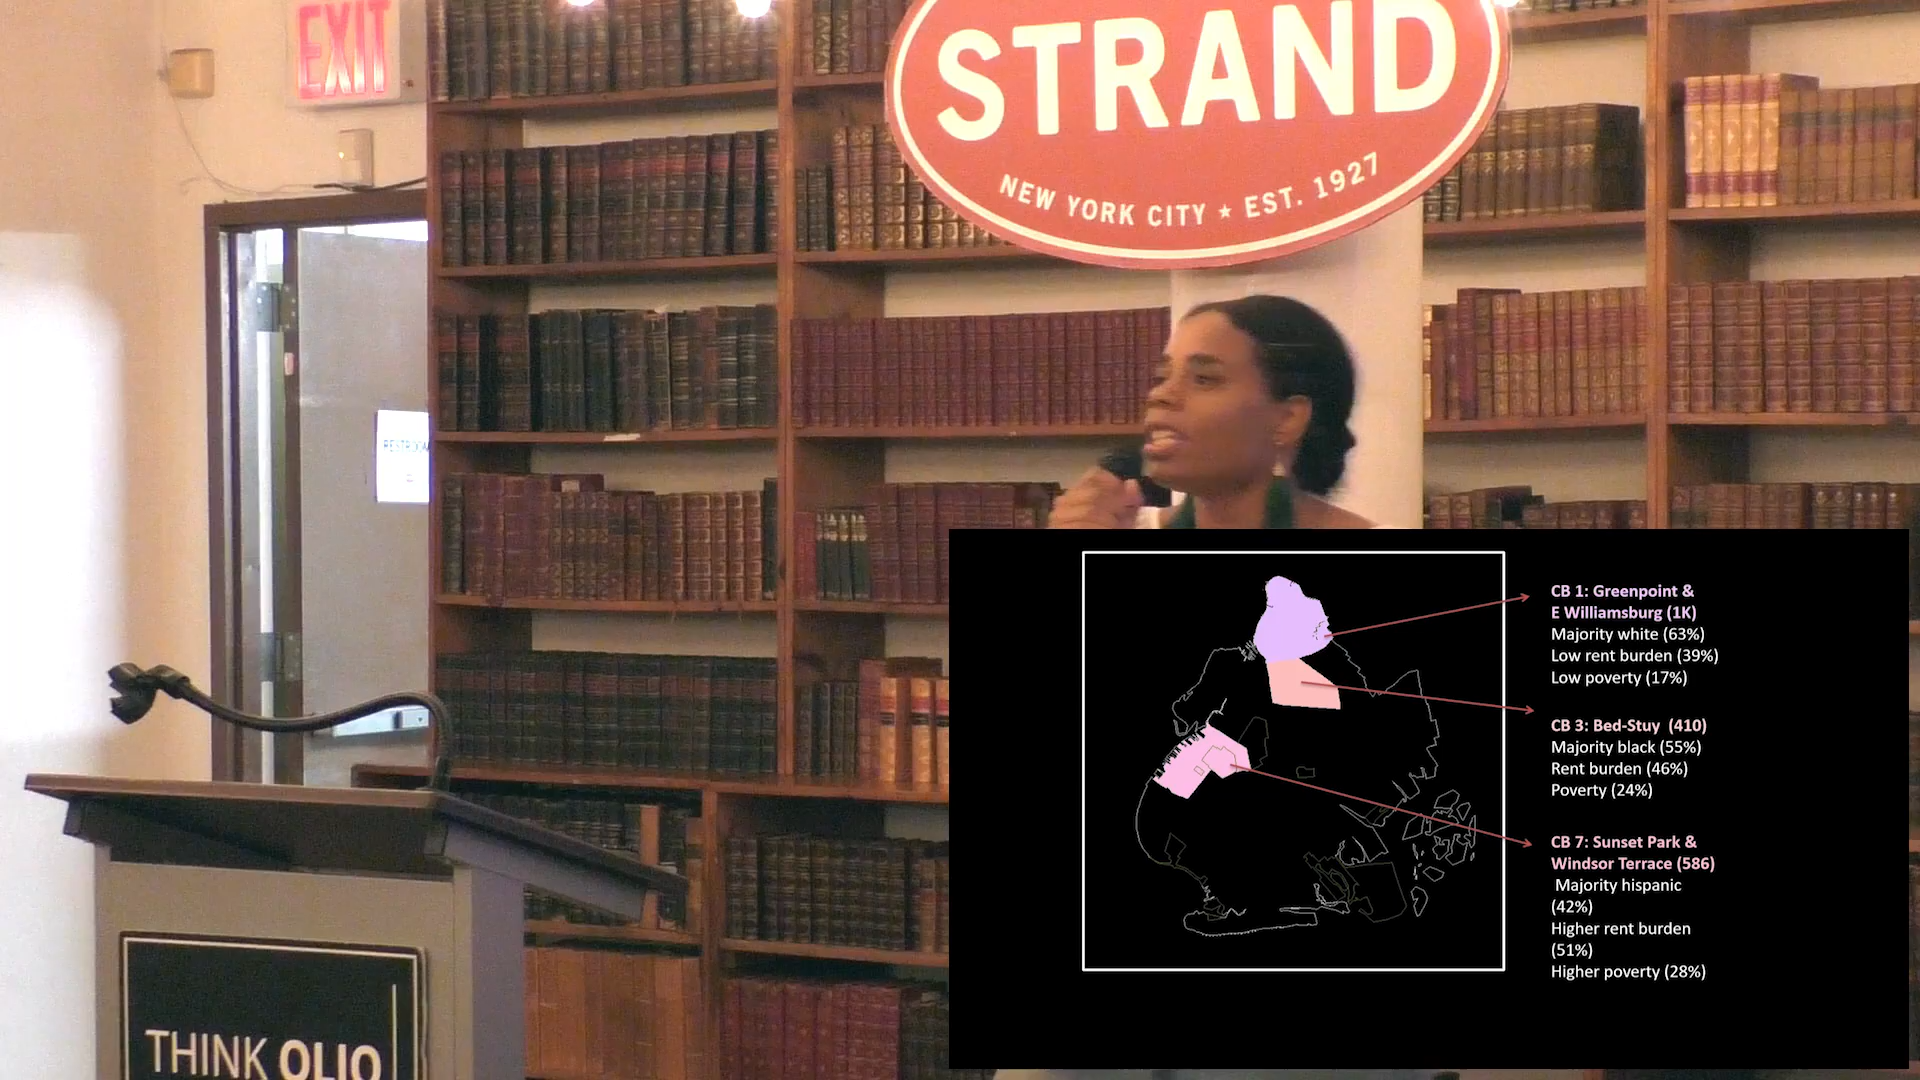 EXIT
STRAND
NEW YORK CITY ★ EST. 1927
RESTROOM
CB 1: Greenpoint &
E Williamsburg (1K)
Majority white (63%)
Low rent burden (39%)
Low poverty (17%)
CB 3: Bed-Stuy (410)
Majority black (55%)
Rent burden (46%)
Poverty (24%)
CB 7: Sunset Park &
Windsor Terrace (586)
Majority hispanic
(42%)
Higher rent burden
(51%)
Higher poverty (28%)
THINK OLIO